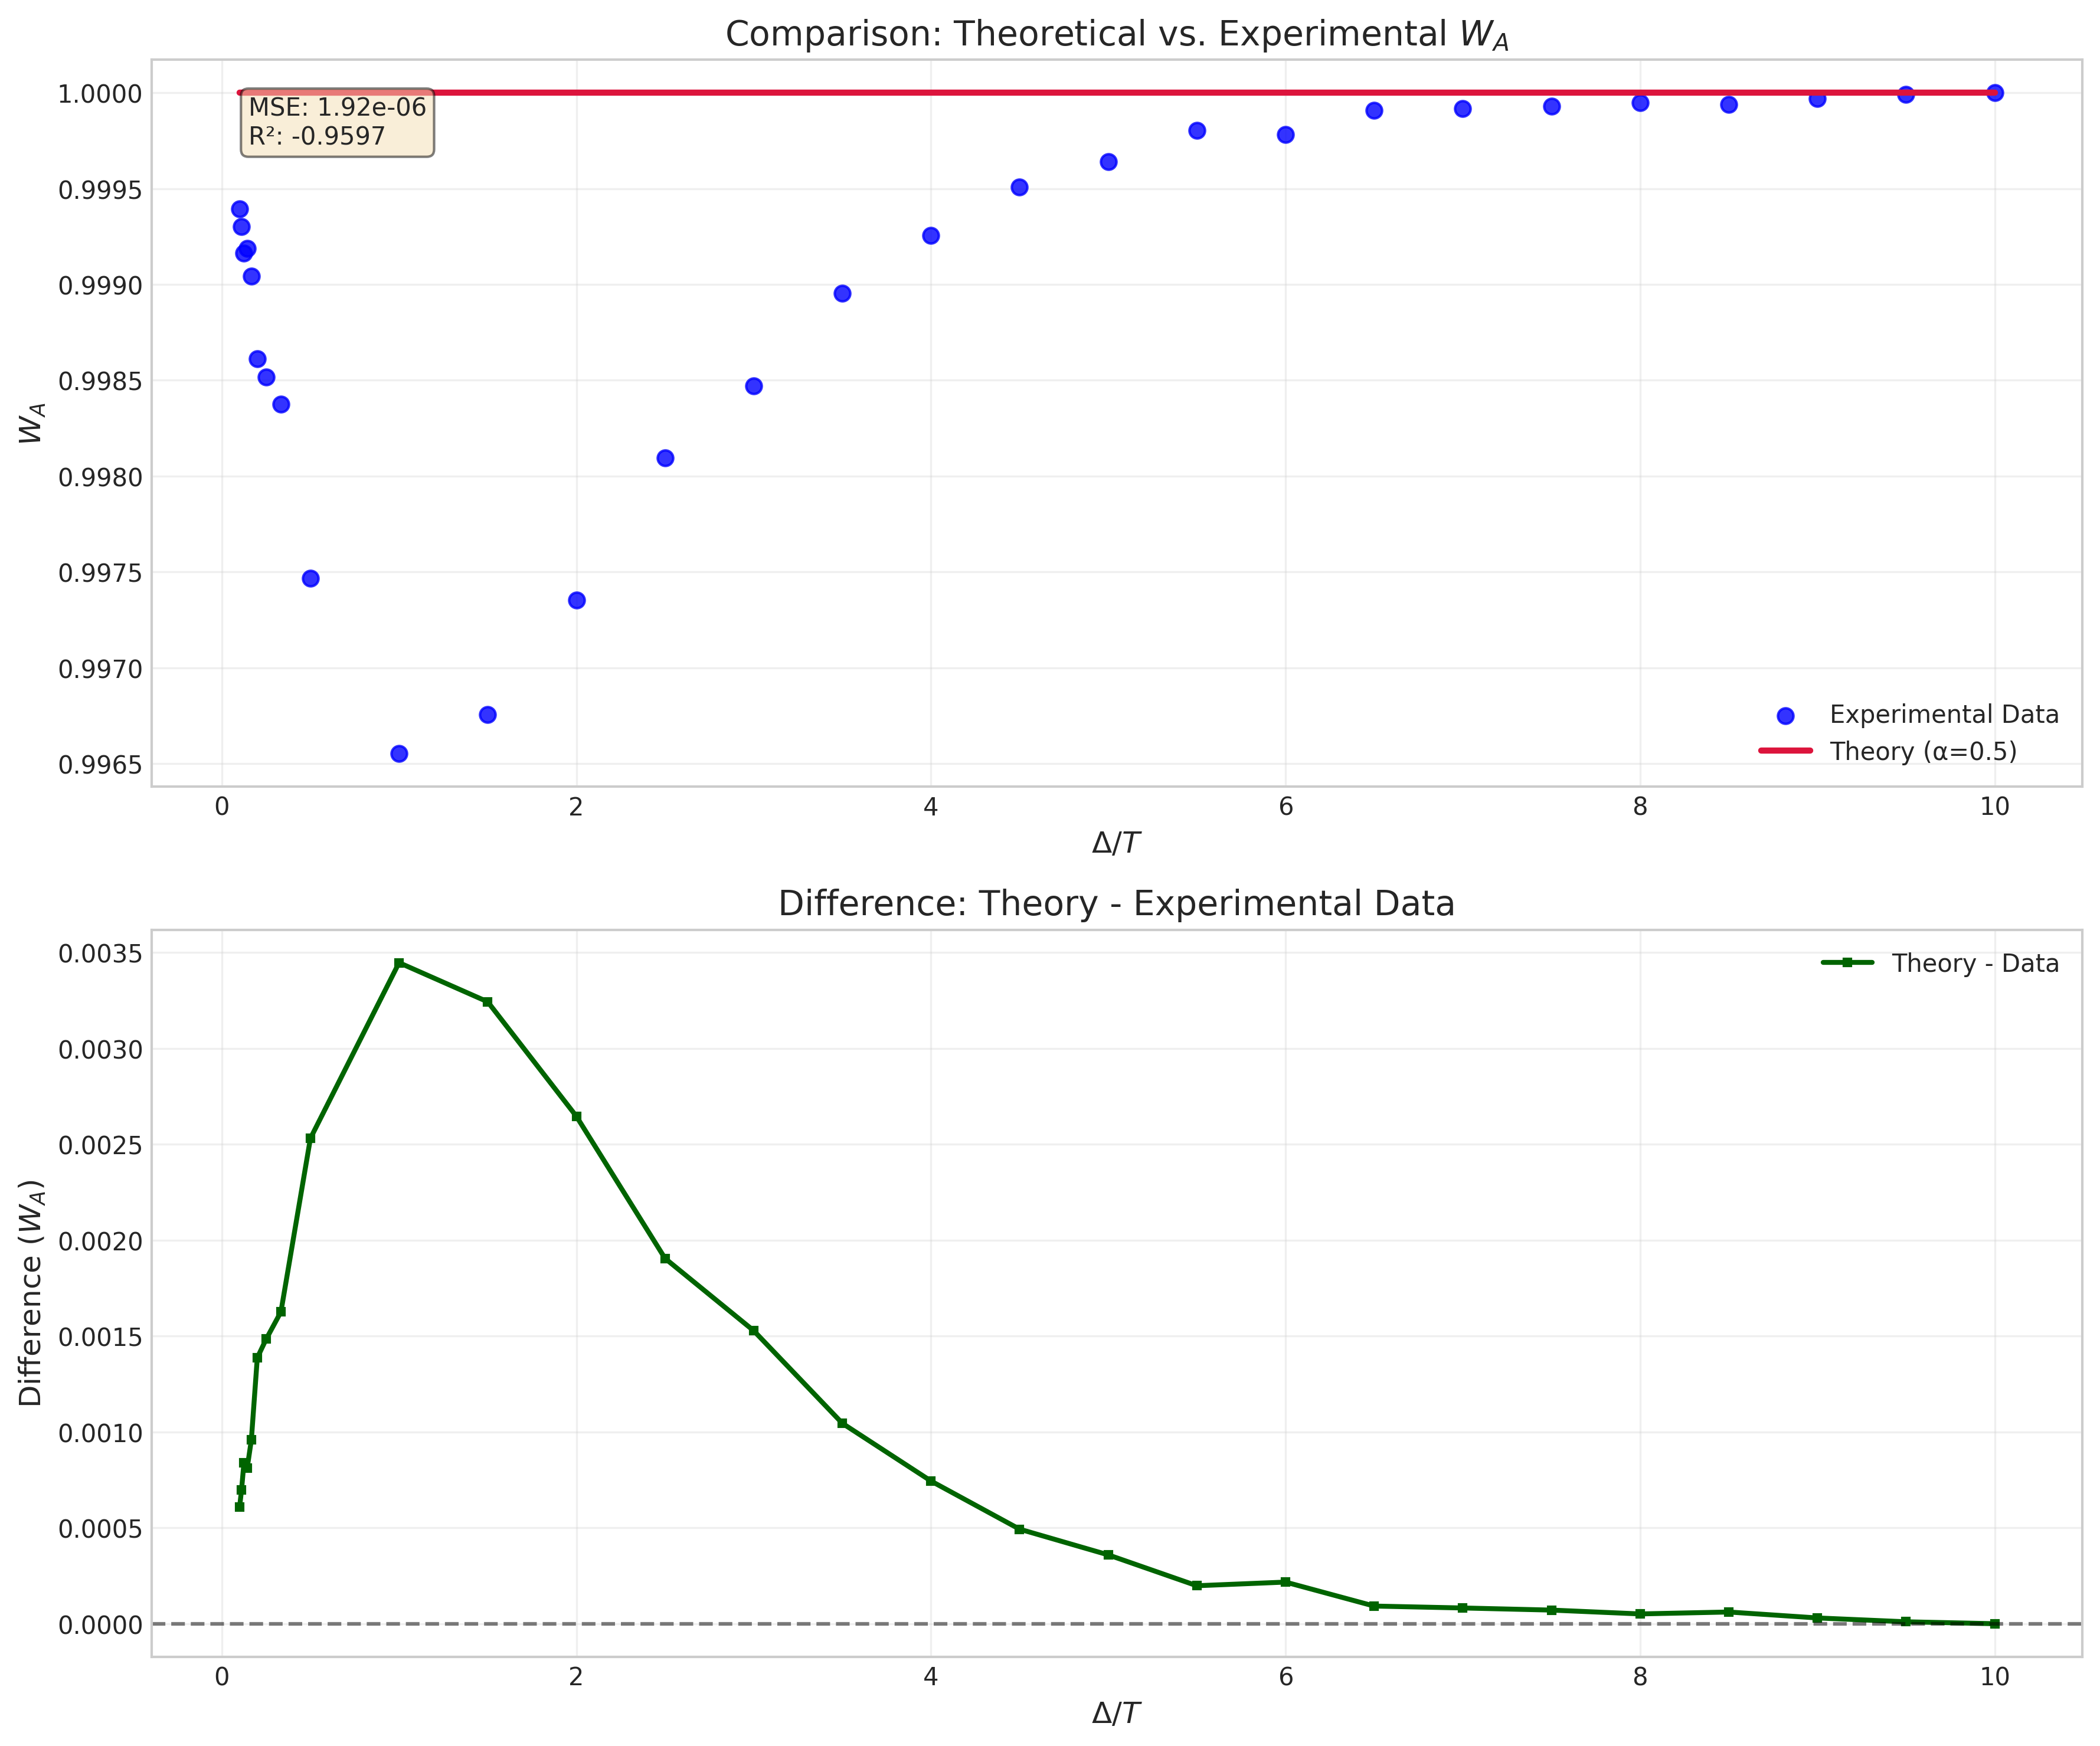 Comparison: Theoretical vs. Experimental W_A
1.0000
0.9995
0.9990
0.9985
0.9980
0.9975
0.9970
0.9965
W_A
MSE: 1.92e-06
R²: -0.9597
Experimental Data
Theory (α=0.5)
0 2 4 6 8 10
Δ/T
Difference: Theory - Experimental Data
0.0035
0.0030
0.0025
0.0020
0.0015
0.0010
0.0005
0.0000
Difference (W_A)
Theory - Data
0 2 4 6 8 10
Δ/T